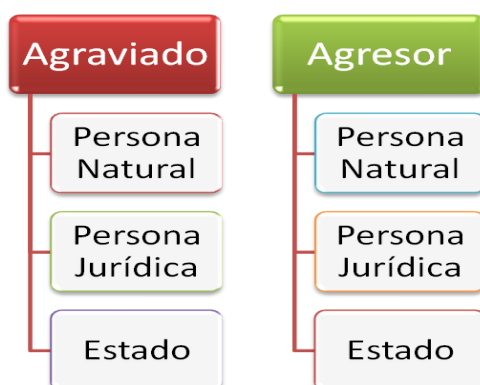 Agraviado
Persona
Natural
Persona
Jurídica
Estado
Agresor
Persona
Natural
Persona
Jurídica
Estado